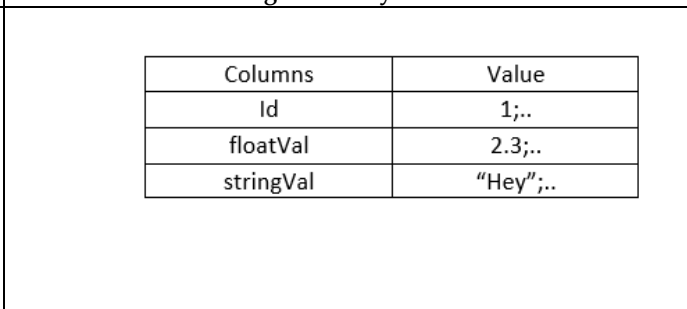 Columns Value
Id 1;..
floatVal 2.3;..
stringVal “Hey”;..